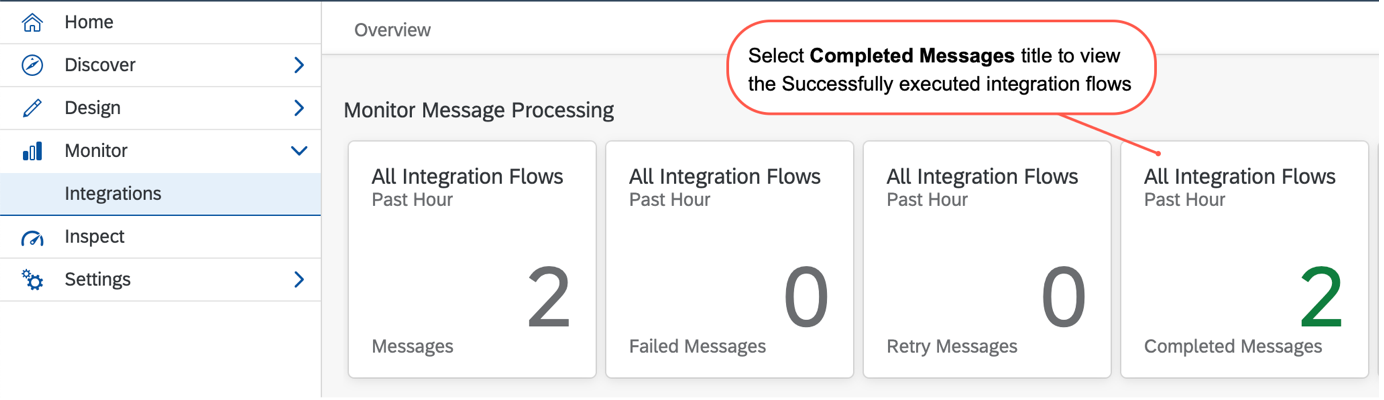 Home
Discover
Design
Monitor
Integrations
Inspect
Settings
Overview
Select Completed Messages title to view
the Successfully executed integration flows
Monitor Message Processing
All Integration Flows
Past Hour
2
Messages
All Integration Flows
Past Hour
0
Failed Messages
All Integration Flows
Past Hour
0
Retry Messages
All Integration Flows
Past Hour
2
Completed Messages